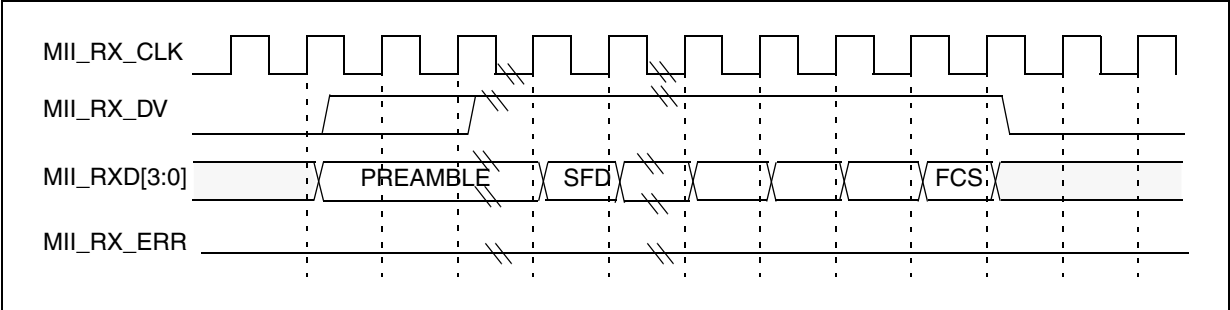 MII_RX_CLK
MII_RX_DV
MII_RXD[3:0] PREAMBLE SFD FCS
MII_RX_ERR